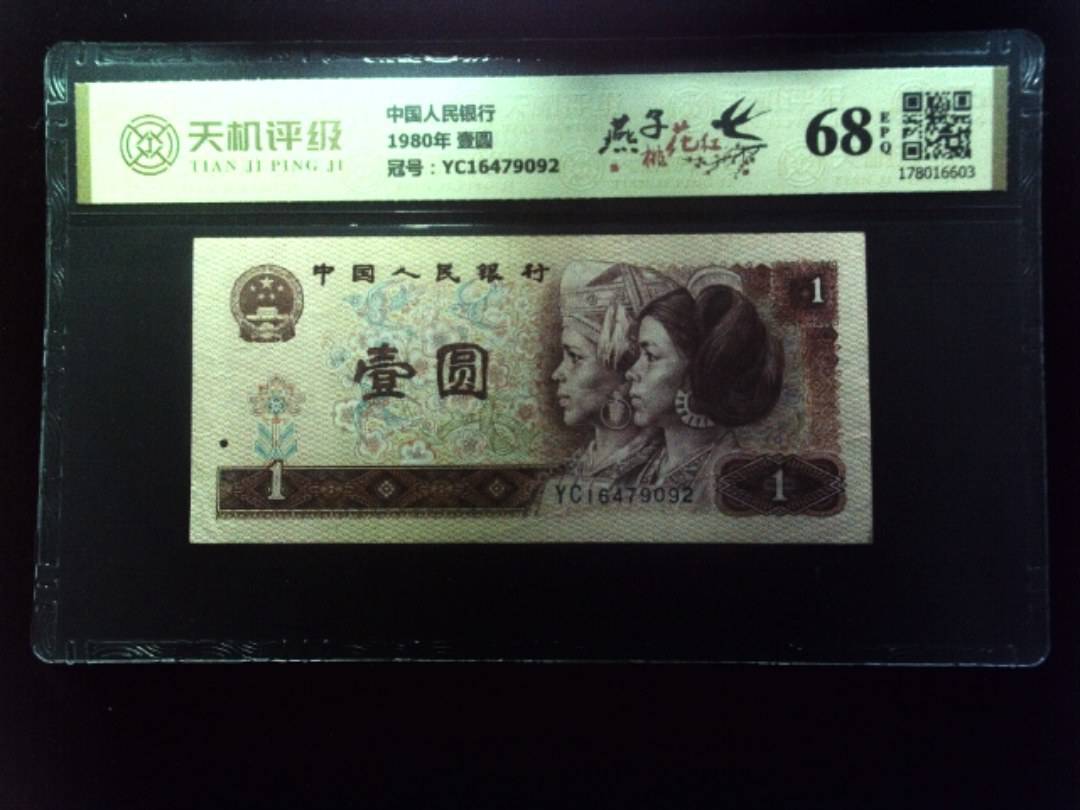 天机评级
TIAN JI PING JI
中国人民银行
1980年 壹圆
冠号：YC16479092
燕子
桃花红
68
EPQ
178016603
中国人民银行
壹圆
1
1
YC16479092
1